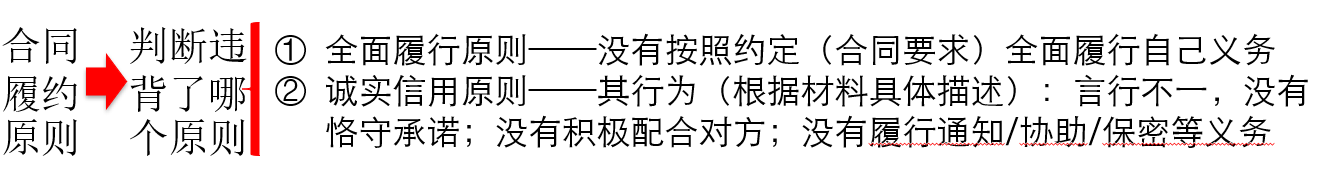 合同
履约
原则
判断违
背了哪
个原则
① 全面履行原则——没有按照约定（合同要求）全面履行自己义务
② 诚实信用原则——其行为（根据材料具体描述）：言行不一，没有
恪守承诺；没有积极配合对方；没有履行通知/协助/保密等义务